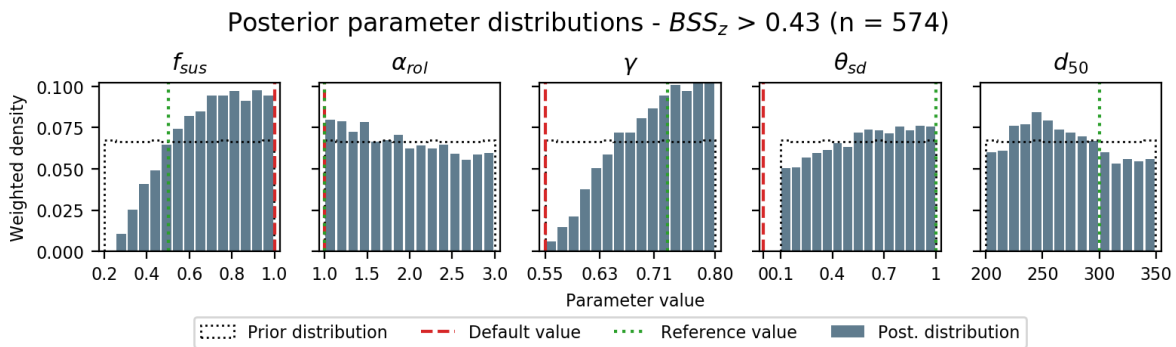 Posterior parameter distributions - BSS_z > 0.43 (n = 574)
f_sus
α_rol
γ
θ_sd
d_50
Weighted density
0.100
0.075
0.050
0.025
0.000
0.2 0.4 0.6 0.8 1.0
1.0 1.5 2.0 2.5 3.0
0.55 0.63 0.71 0.80
0 0.1 0.4 0.7 1
200 250 300 350
Parameter value
Prior distribution
Default value
Reference value
Post. distribution